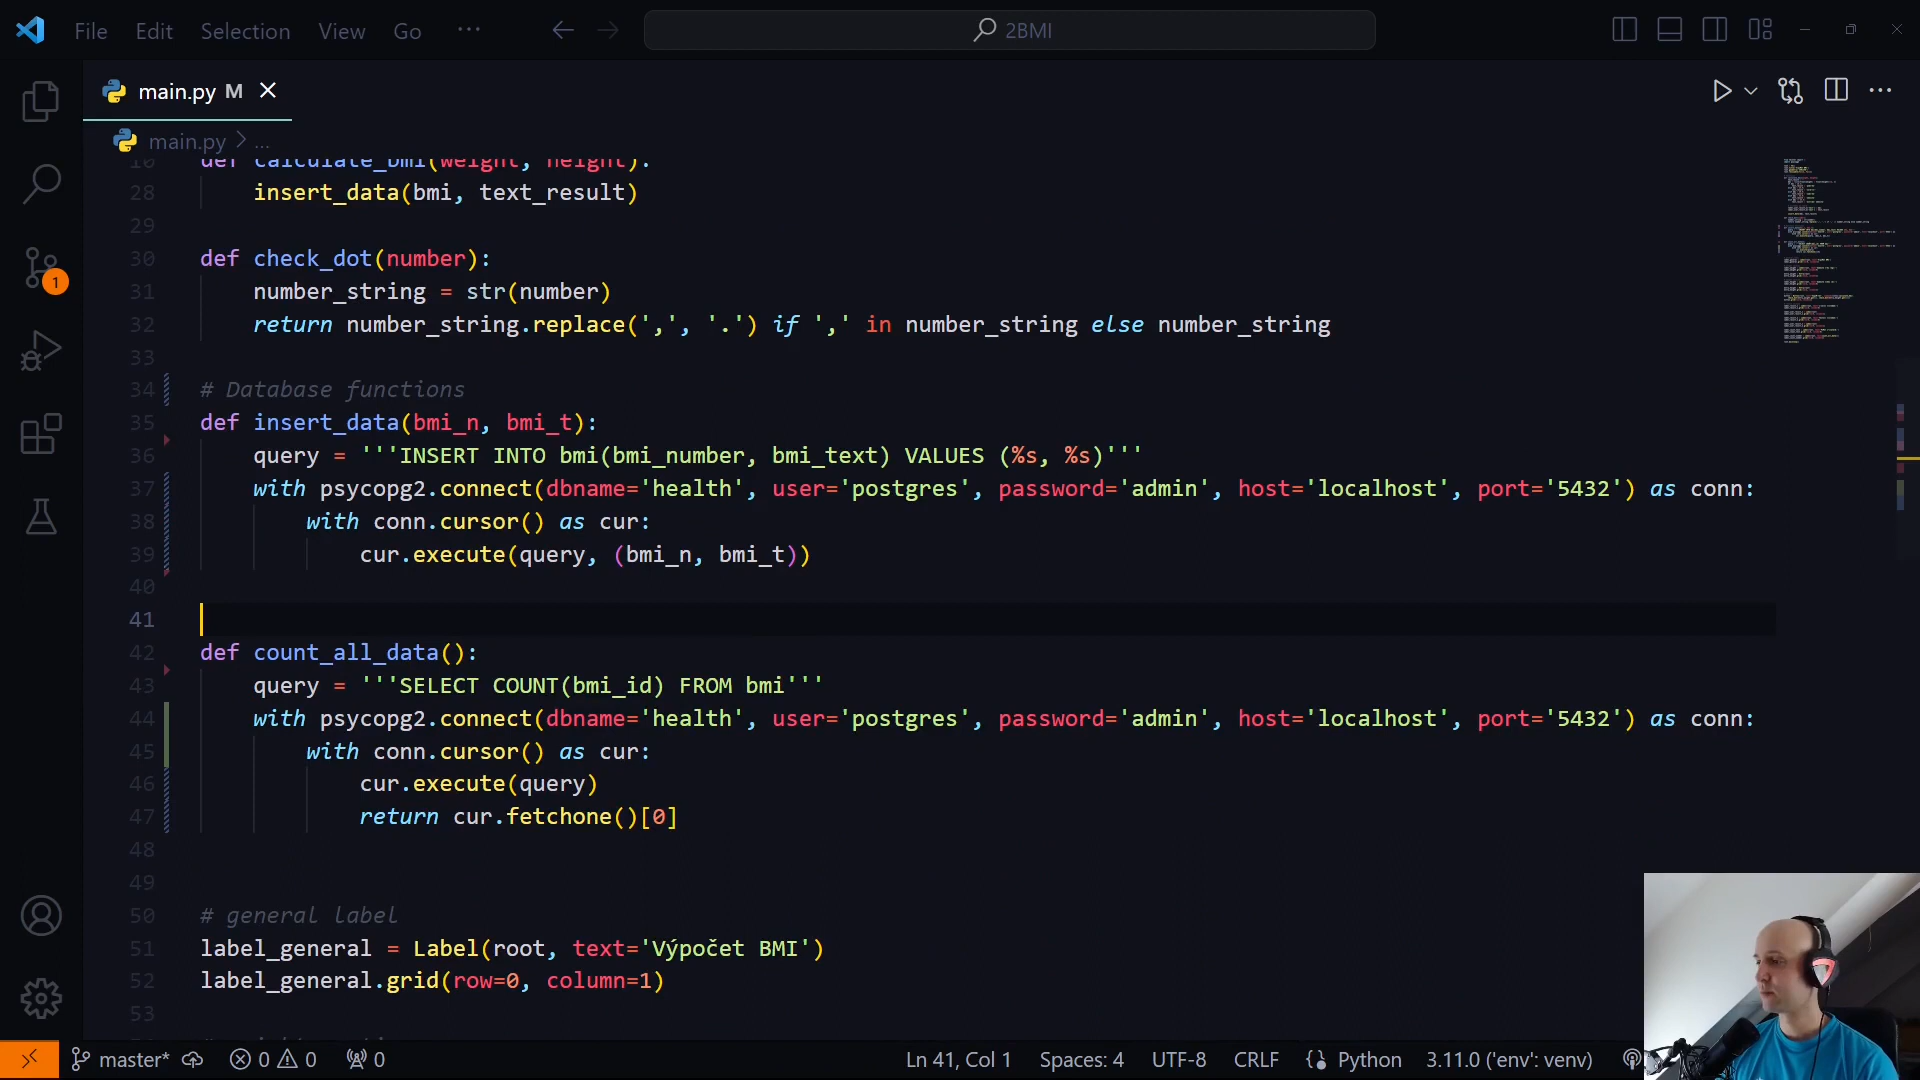 File Edit Selection View Go ··· 2BMI
main.py M
main.py > ...
10 def calculate_bmi(weight, height):
28 insert_data(bmi, text_result)
29
30 def check_dot(number):
31 number_string = str(number)
32 return number_string.replace(',', '.') if ',' in number_string else number_string
33
34 # Database functions
35 def insert_data(bmi_n, bmi_t):
36 query = '''INSERT INTO bmi(bmi_number, bmi_text) VALUES (%s, %s)'''
37 with psycopg2.connect(dbname='health', user='postgres', password='admin', host='localhost', port='5432') as conn:
38 with conn.cursor() as cur:
39 cur.execute(query, (bmi_n, bmi_t))
40
41
42 def count_all_data():
43 query = '''SELECT COUNT(bmi_id) FROM bmi'''
44 with psycopg2.connect(dbname='health', user='postgres', password='admin', host='localhost', port='5432') as conn:
45 with conn.cursor() as cur:
46 cur.execute(query)
47 return cur.fetchone()[0]
48
49
50 # general label
51 label_general = Label(root, text='Výpočet BMI')
52 label_general.grid(row=0, column=1)
53
1
master* 0 0 0 Ln 41, Col 1 Spaces: 4 UTF-8 CRLF Python 3.11.0 ('env': venv)